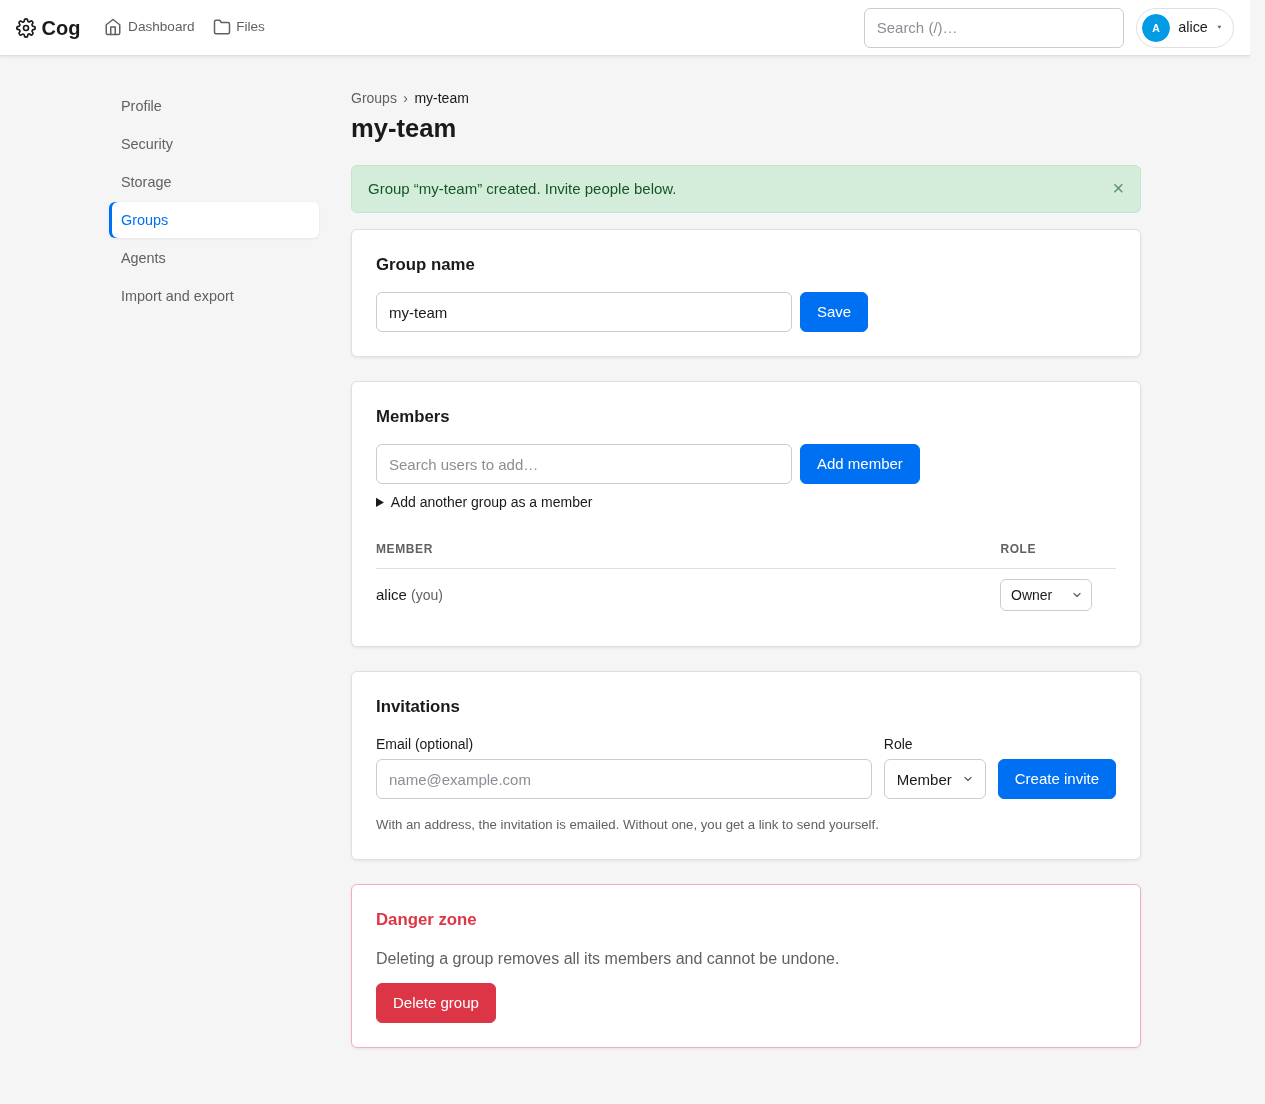 Cog
Dashboard
Files
Search (/)…
A
alice
Profile
Security
Storage
Groups
Agents
Import and export
Groups › my-team
my-team
Group “my-team” created. Invite people below.
×
Group name
my-team
Save
Members
Search users to add…
Add member
Add another group as a member
MEMBER
ROLE
alice (you)
Owner
Invitations
Email (optional)
Role
name@example.com
Member
Create invite
With an address, the invitation is emailed. Without one, you get a link to send yourself.
Danger zone
Deleting a group removes all its members and cannot be undone.
Delete group